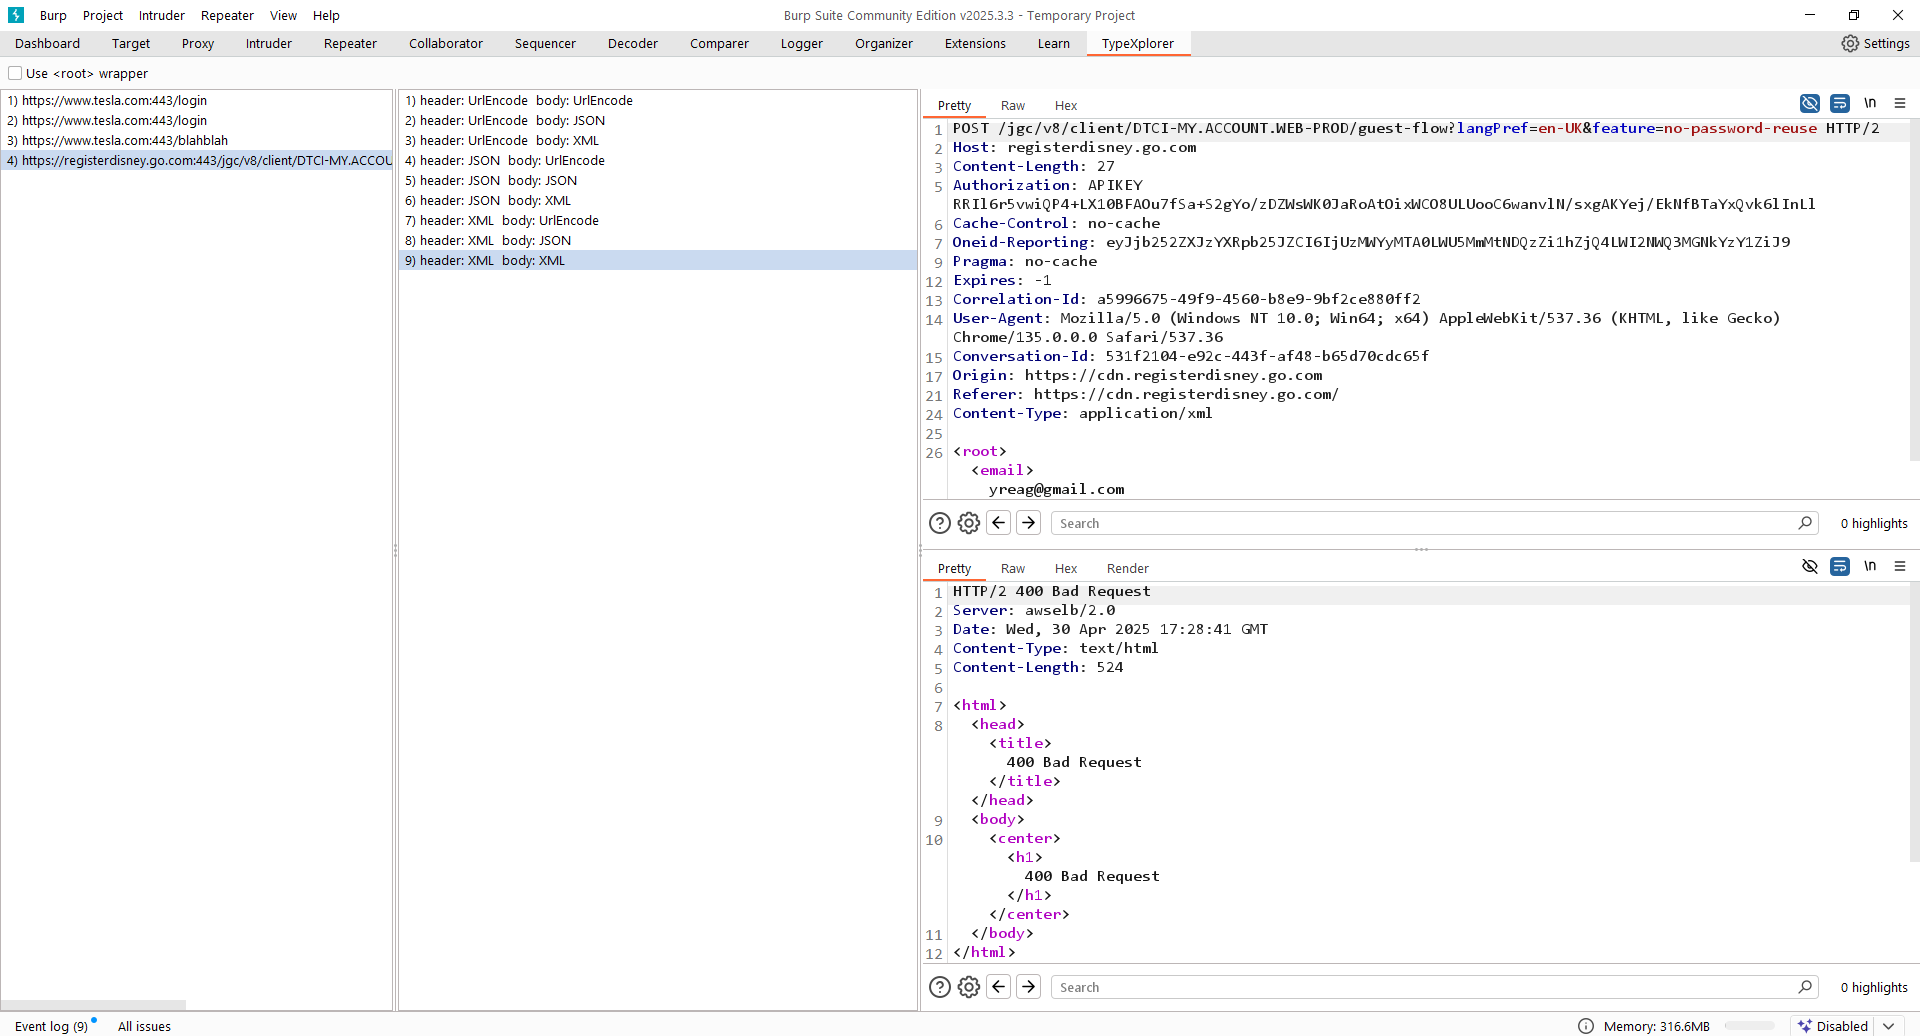 Burp Project Intruder Repeater View Help Burp Suite Community Edition v2025.3.3 - Temporary Project
Dashboard Target Proxy Intruder Repeater Collaborator Sequencer Decoder Comparer Logger Organizer Extensions Learn TypeXplorer Settings
Use <root> wrapper
1) https://www.tesla.com:443/login
2) https://www.tesla.com:443/login
3) https://www.tesla.com:443/blahblah
4) https://registerdisney.go.com:443/jgc/v8/client/DTCI-MY.ACCOU
1) header: UrlEncode body: UrlEncode
2) header: UrlEncode body: JSON
3) header: UrlEncode body: XML
4) header: JSON body: UrlEncode
5) header: JSON body: JSON
6) header: JSON body: XML
7) header: XML body: UrlEncode
8) header: XML body: JSON
9) header: XML body: XML
Pretty Raw Hex \n
1 POST /jgc/v8/client/DTCI-MY.ACCOUNT.WEB-PROD/guest-flow?langPref=en-UK&feature=no-password-reuse HTTP/2
2 Host: registerdisney.go.com
3 Content-Length: 27
5 Authorization: APIKEY
RRIl6r5vwiQP4+LX10BFAOu7fSa+S2gYo/zDZWsWK0JaRoAtOixWCO8ULUooC6wanvlN/sxgAKYej/EkNfBTaYxQvk6lInLl
6 Cache-Control: no-cache
7 Oneid-Reporting: eyJjb252ZXJzYXRpb25JZCI6IjUzMWYyMTA0LWU5MmMtNDQzZi1hZjQ4LWI2NWQ3MGNkYzY1ZiJ9
9 Pragma: no-cache
12 Expires: -1
13 Correlation-Id: a5996675-49f9-4560-b8e9-9bf2ce880ff2
14 User-Agent: Mozilla/5.0 (Windows NT 10.0; Win64; x64) AppleWebKit/537.36 (KHTML, like Gecko)
Chrome/135.0.0.0 Safari/537.36
15 Conversation-Id: 531f2104-e92c-443f-af48-b65d70cdc65f
17 Origin: https://cdn.registerdisney.go.com
21 Referer: https://cdn.registerdisney.go.com/
24 Content-Type: application/xml
25
26 <root>
<email>
yreag@gmail.com
Search 0 highlights
Pretty Raw Hex Render \n
1 HTTP/2 400 Bad Request
2 Server: awselb/2.0
3 Date: Wed, 30 Apr 2025 17:28:41 GMT
4 Content-Type: text/html
5 Content-Length: 524
6
7 <html>
8 <head>
<title>
400 Bad Request
</title>
</head>
9 <body>
10 <center>
<h1>
400 Bad Request
</h1>
</center>
11 </body>
12 </html>
Search 0 highlights
Event log (9) All issues Memory: 316.6MB Disabled